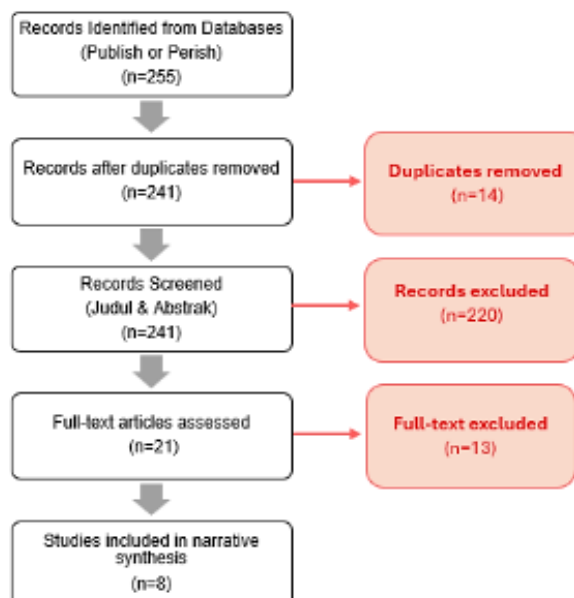 Records Identified from Databases
(Publish or Perish)
(n=255)
Records after duplicates removed
(n=241)
Duplicates removed
(n=14)
Records Screened
(Judul & Abstrak)
(n=241)
Records excluded
(n=220)
Full-text articles assessed
(n=21)
Full-text excluded
(n=13)
Studies included in narrative
synthesis
(n=8)